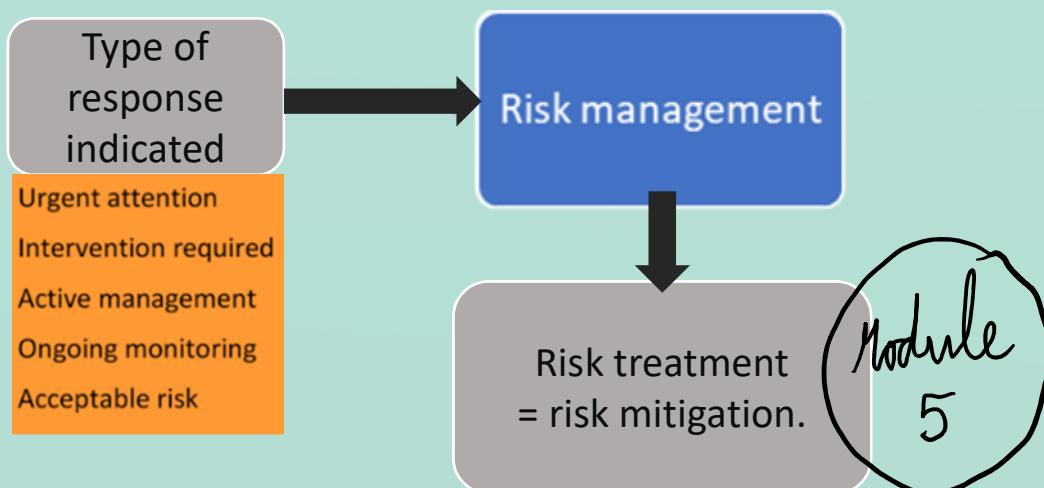 Type of
response
indicated
Urgent attention
Intervention required
Active management
Ongoing monitoring
Acceptable risk
Risk management
Risk treatment
= risk mitigation.
Module
5